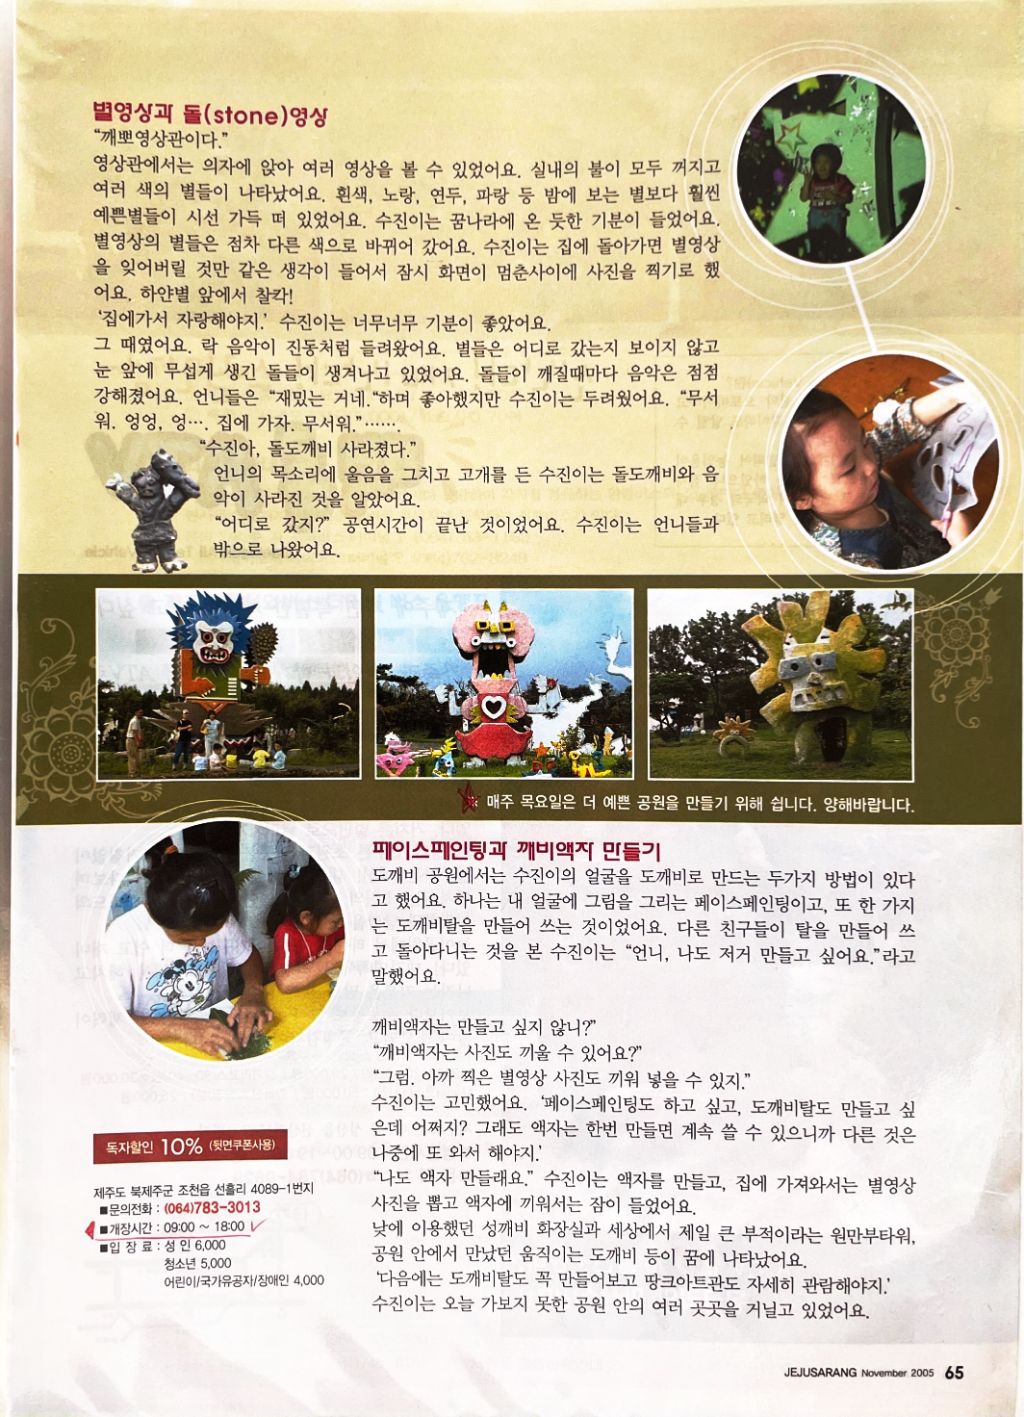 별영상과 돌(stone)영상
“깨뽀영상관이다.”
영상관에서는 의자에 앉아 여러 영상을 볼 수 있었어요. 실내의 불이 모두 꺼지고
여러 색의 별들이 나타났어요. 흰색, 노랑, 연두, 파랑 등 밤에 보는 별보다 훨씬
예쁜별들이 시선 가득 떠 있었어요. 수진이는 꿈나라에 온 듯한 기분이 들었어요.
별영상의 별들은 점차 다른 색으로 바뀌어 갔어요. 수진이는 집에 돌아가면 별영상
을 잊어버릴 것만 같은 생각이 들어서 잠시 화면이 멈춘사이에 사진을 찍기로 했
어요. 하얀별 앞에서 찰칵!
‘집에가서 자랑해야지.’ 수진이는 너무너무 기분이 좋았어요.
그 때였어요. 락 음악이 진동처럼 들려왔어요. 별들은 어디로 갔는지 보이지 않고
눈 앞에 무섭게 생긴 돌들이 생겨나고 있었어요. 돌들이 깨질때마다 음악은 점점
강해졌어요. 언니들은 “재밌는 거네.“하며 좋아했지만 수진이는 두려웠어요. “무서
워. 엉엉, 엉…. 집에 가자. 무서워.”…….
“수진아, 돌도깨비 사라졌다.”
언니의 목소리에 울음을 그치고 고개를 든 수진이는 돌도깨비와 음
악이 사라진 것을 알았어요.
“어디로 갔지?” 공연시간이 끝난 것이었어요. 수진이는 언니들과
밖으로 나왔어요.
※ 매주 목요일은 더 예쁜 공원을 만들기 위해 쉽니다. 양해바랍니다.
페이스페인팅과 깨비액자 만들기
도깨비 공원에서는 수진이의 얼굴을 도깨비로 만드는 두가지 방법이 있다
고 했어요. 하나는 내 얼굴에 그림을 그리는 페이스페인팅이고, 또 한 가지
는 도깨비탈을 만들어 쓰는 것이었어요. 다른 친구들이 탈을 만들어 쓰
고 돌아다니는 것을 본 수진이는 “언니, 나도 저거 만들고 싶어요.”라고
말했어요.
깨비액자는 만들고 싶지 않니?”
“깨비액자는 사진도 끼울 수 있어요?”
“그럼. 아까 찍은 별영상 사진도 끼워 넣을 수 있지.”
수진이는 고민했어요. ‘페이스페인팅도 하고 싶고, 도깨비탈도 만들고 싶
은데 어쩌지? 그래도 액자는 한번 만들면 계속 쓸 수 있으니까 다른 것은
나중에 또 와서 해야지.’
“나도 액자 만들래요.” 수진이는 액자를 만들고, 집에 가져와서는 별영상
사진을 뽑고 액자에 끼워서는 잠이 들었어요.
낮에 이용했던 성깨비 화장실과 세상에서 제일 큰 부적이라는 원만부타워,
공원 안에서 만났던 움직이는 도깨비 등이 꿈에 나타났어요.
‘다음에는 도깨비탈도 꼭 만들어보고 땅크아트관도 자세히 관람해야지.’
수진이는 오늘 가보지 못한 공원 안의 여러 곳곳을 거닐고 있었어요.
독자할인 10% (뒷면쿠폰사용)
제주도 북제주군 조천읍 선흘리 4089-1번지
■문의전화 : (064)783-3013
■개장시간 : 09:00 ~ 18:00
■입 장 료 : 성 인 6,000
청소년 5,000
어린이/국가유공자/장애인 4,000
JEJUSARANG November 2005 65